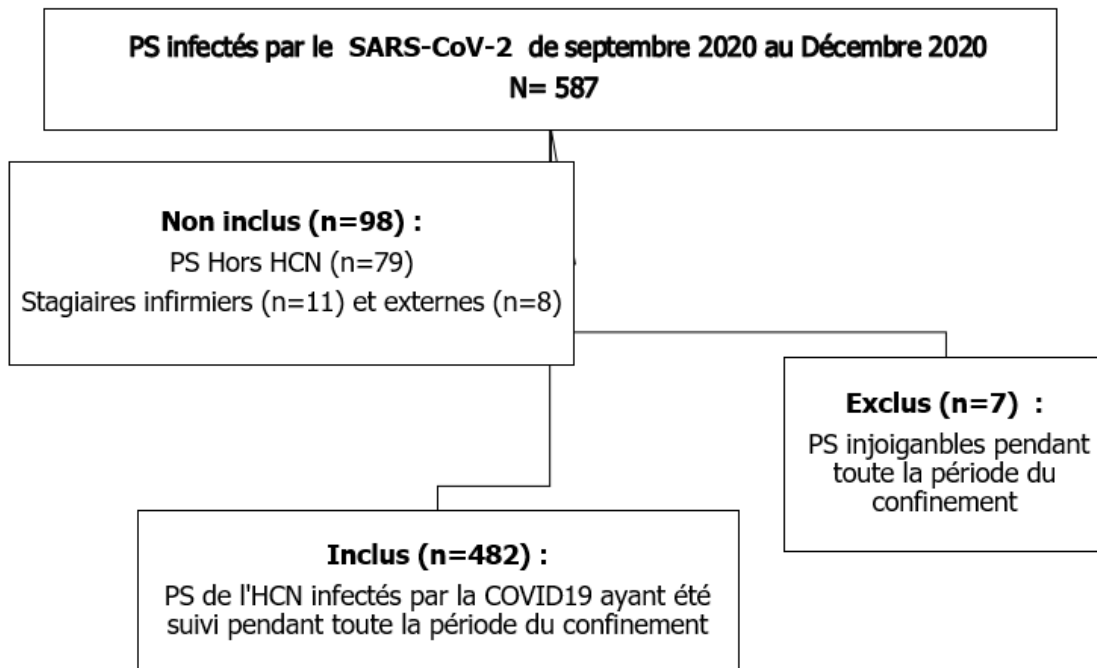 PS infectés par le SARS-CoV-2 de septembre 2020 au Décembre 2020
N= 587
Non inclus (n=98) :
PS Hors HCN (n=79)
Stagiaires infirmiers (n=11) et externes (n=8)
Exclus (n=7) :
PS injoiganbles pendant
toute la période du
confinement
Inclus (n=482) :
PS de l'HCN infectés par la COVID19 ayant été
suivi pendant toute la période du confinement